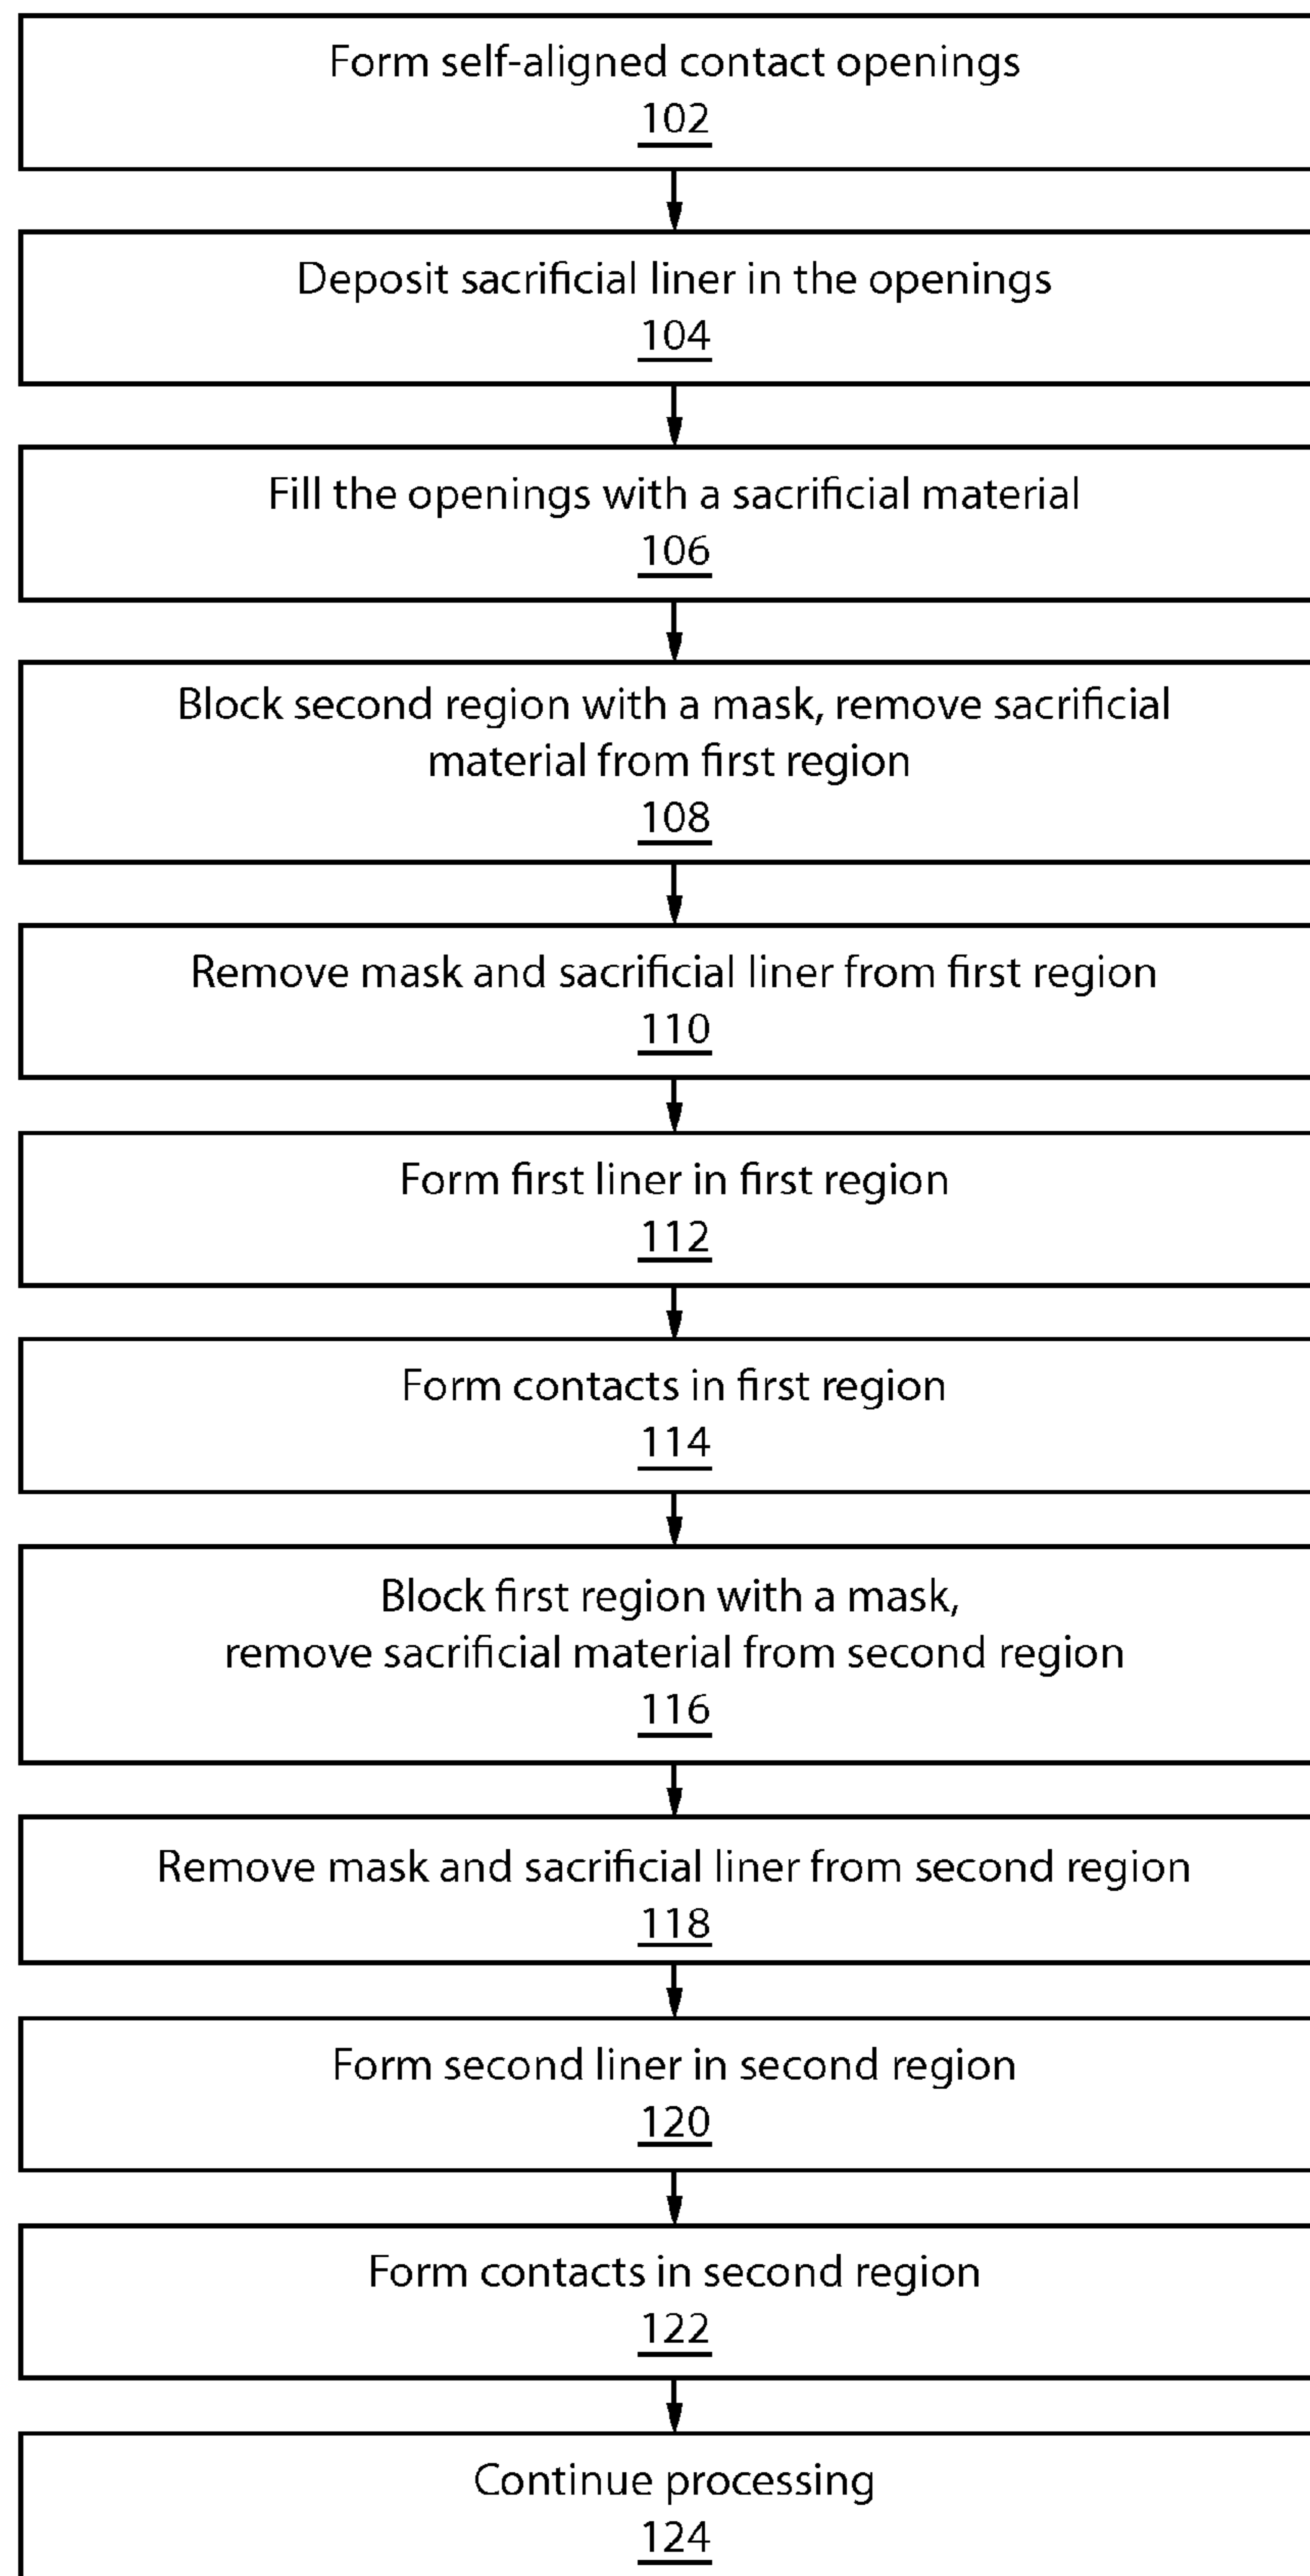 Form self-aligned contact openings
102
Deposit sacrificial liner in the openings
104
Fill the openings with a sacrificial material
106
Block second region with a mask, remove sacrificial
material from first region
108
Remove mask and sacrificial liner from first region
110
Form first liner in first region
112
Form contacts in first region
114
Block first region with a mask,
remove sacrificial material from second region
116
Remove mask and sacrificial liner from second region
118
Form second liner in second region
120
Form contacts in second region
122
Continue processing
124